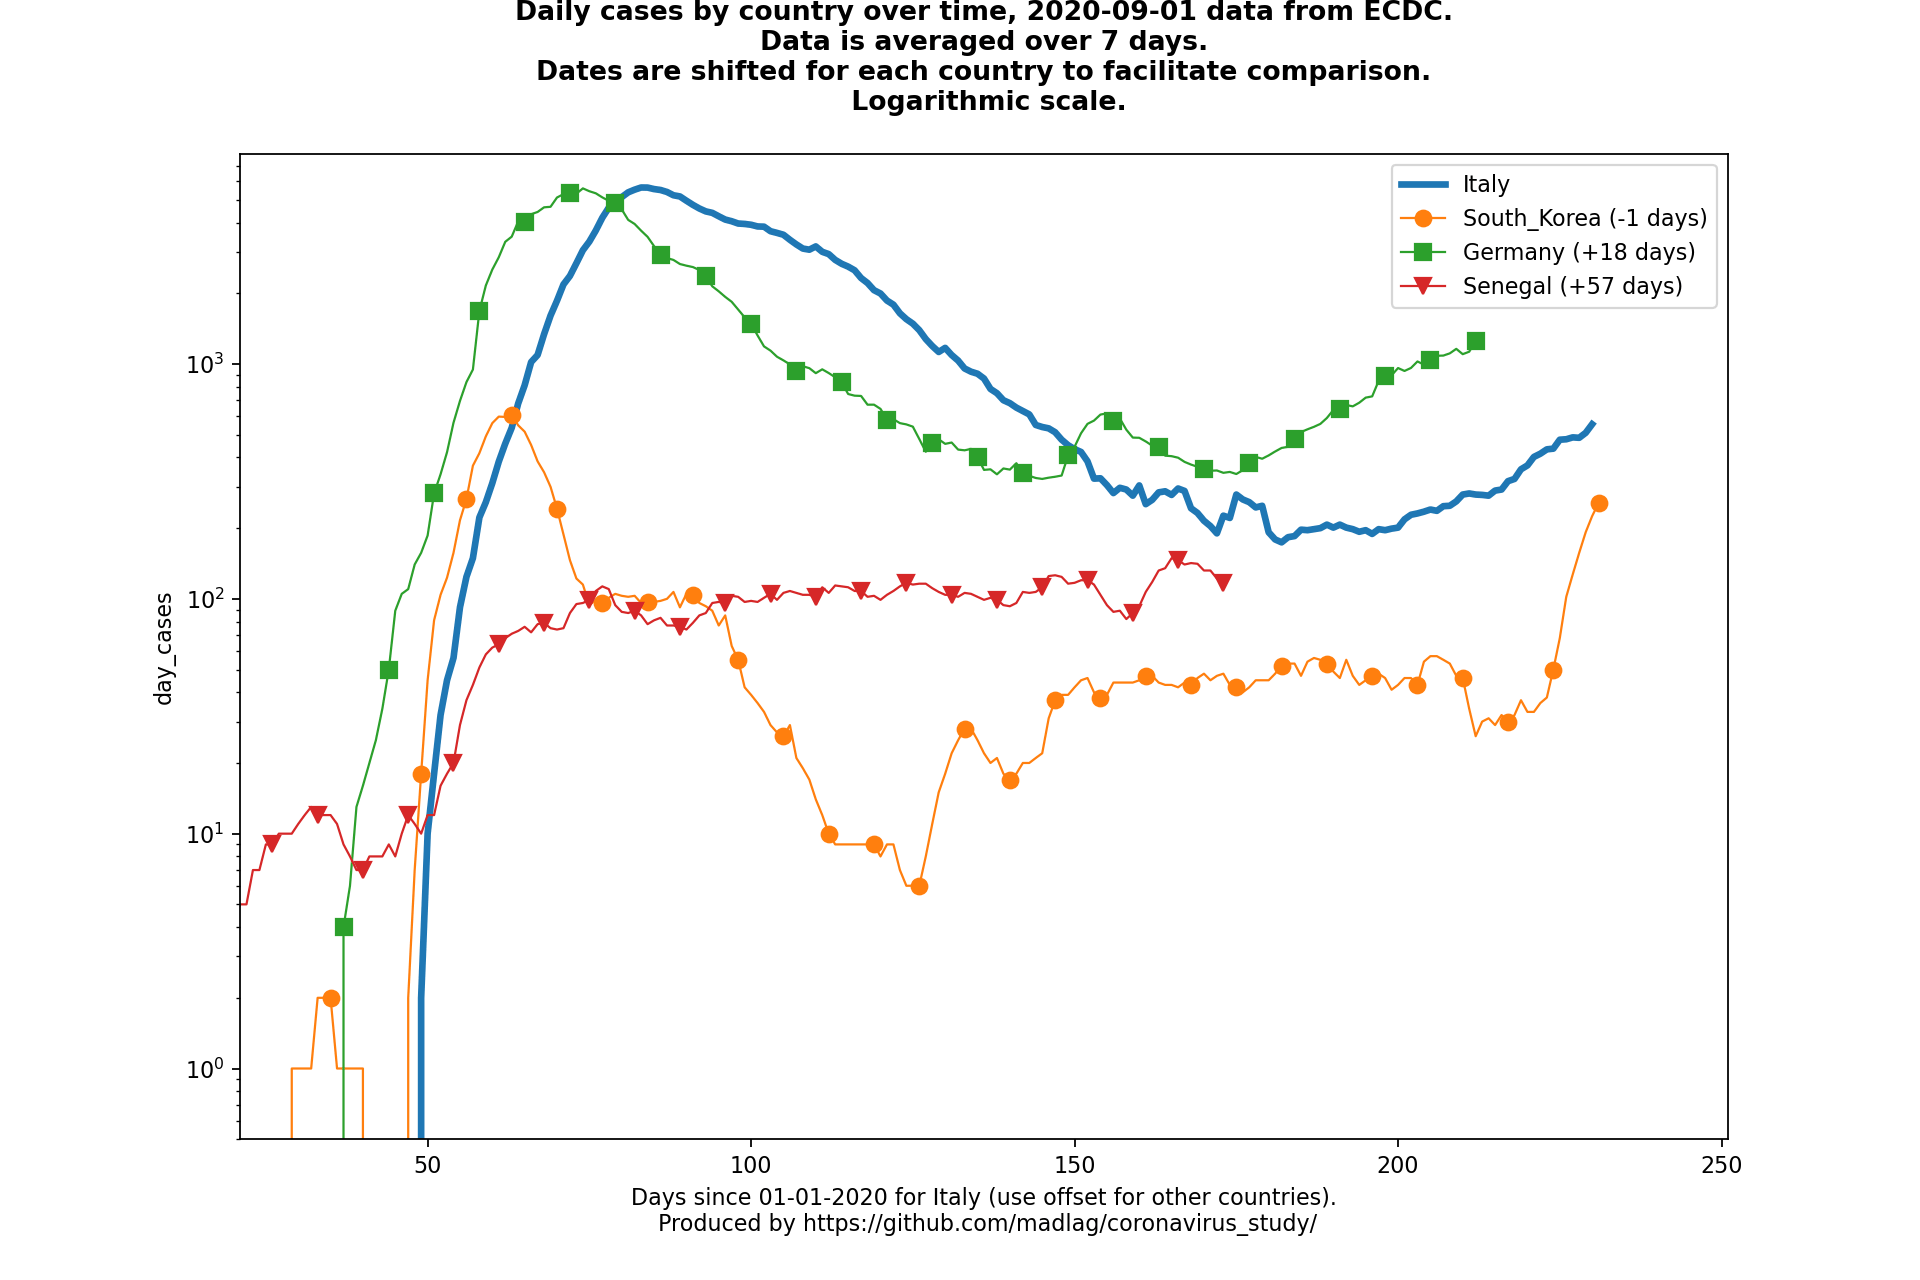 Daily cases by country over time, 2020-09-01 data from ECDC.
Data is averaged over 7 days.
Dates are shifted for each country to facilitate comparison.
Logarithmic scale.
Italy
South_Korea (-1 days)
Germany (+18 days)
Senegal (+57 days)
day_cases
10³
10²
10¹
10⁰
50
100
150
200
250
Days since 01-01-2020 for Italy (use offset for other countries).
Produced by https://github.com/madlag/coronavirus_study/